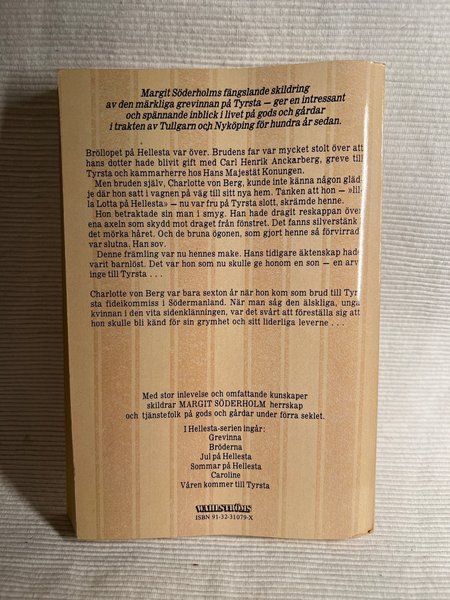 Margit Söderholms fängslande skildring
av den märkliga grevinnan på Tyrsta — ger en intressant
och spännande inblick i livet på gods och gårdar
i trakten av Tullgarn och Nyköping för hundra år sedan.
Bröllopet på Hellesta var över. Brudens far var mycket stolt över att
hans dotter hade blivit gift med Carl Henrik Anckarberg, greve till
Tyrsta och kammarherre hos Hans Majestät Konungen.
Men bruden själv, Charlotte von Berg, kunde inte känna någon gläd-
je där hon satt i vagnen på väg till sitt nya hem. Tanken att hon — »lil-
la Lotta på Hellesta» — nu var fru på Tyrsta slott, skrämde henne.
Hon betraktade sin man i smyg. Han hade dragit reskappan över
ena axeln som skydd mot draget från fönstret. Det fanns silverstänk i
det mörka håret. Och de bruna ögonen, som gjort henne så förvirrad,
var slutna. Han sov.
Denne främling var nu hennes make. Hans tidigare äktenskap hade
varit barnlöst. Det var hon som nu skulle ge honom en son — en arv-
inge till Tyrsta . . .
Charlotte von Berg var bara sexton år när hon kom som brud till Tyr-
sta fideikommiss i Södermanland. När man såg den älskliga, unga
kvinnan i den vita sidenklänningen, var det svårt att föreställa sig att
hon skulle bli känd för sin grymhet och sitt liderliga leverne . . .
Med stor inlevelse och omfattande kunskaper
skildrar MARGIT SÖDERHOLM herrskap
och tjänstefolk på gods och gårdar under förra seklet.
I Hellesta-serien ingår:
Grevinna
Bröderna
Jul på Hellesta
Sommar på Hellesta
Caroline
Våren kommer till Tyrsta
WAHLSTRÖMS
ISBN 91-32-31079-X